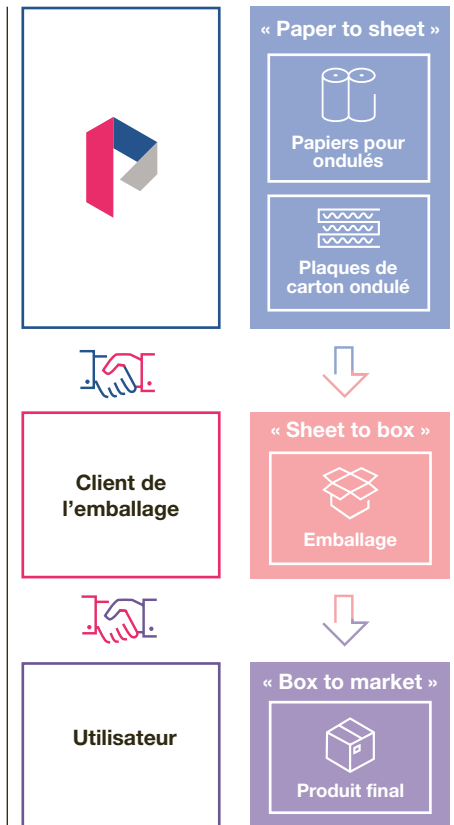 « Paper to sheet »
Papiers pour
ondulés
Plaques de
carton ondulé
Client de
l’emballage
« Sheet to box »
Emballage
Utilisateur
« Box to market »
Produit final